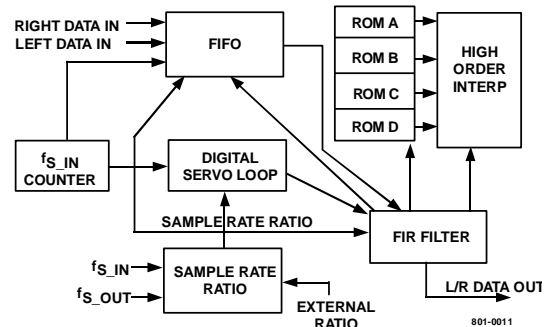 RIGHT DATA IN
LEFT DATA IN
FIFO
ROM A
ROM B
ROM C
ROM D
HIGH
ORDER
INTERP
fS_IN
COUNTER
DIGITAL
SERVO LOOP
SAMPLE RATE RATIO
FIR FILTER
fS_IN
fS_OUT
SAMPLE RATE
RATIO
EXTERNAL
RATIO
L/R DATA OUT
801-0011